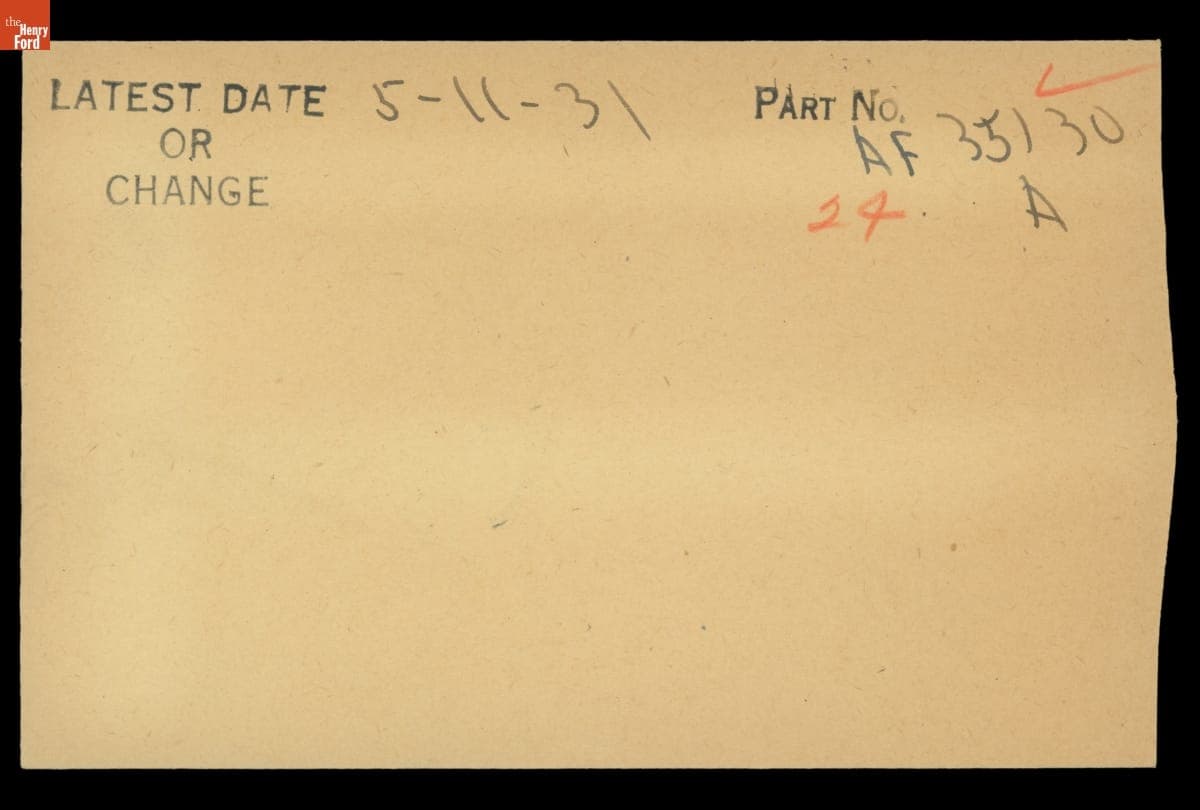 the
Henry
Ford
LATEST DATE 5-11-31
OR
CHANGE
PART No.
AF 35130
24 A